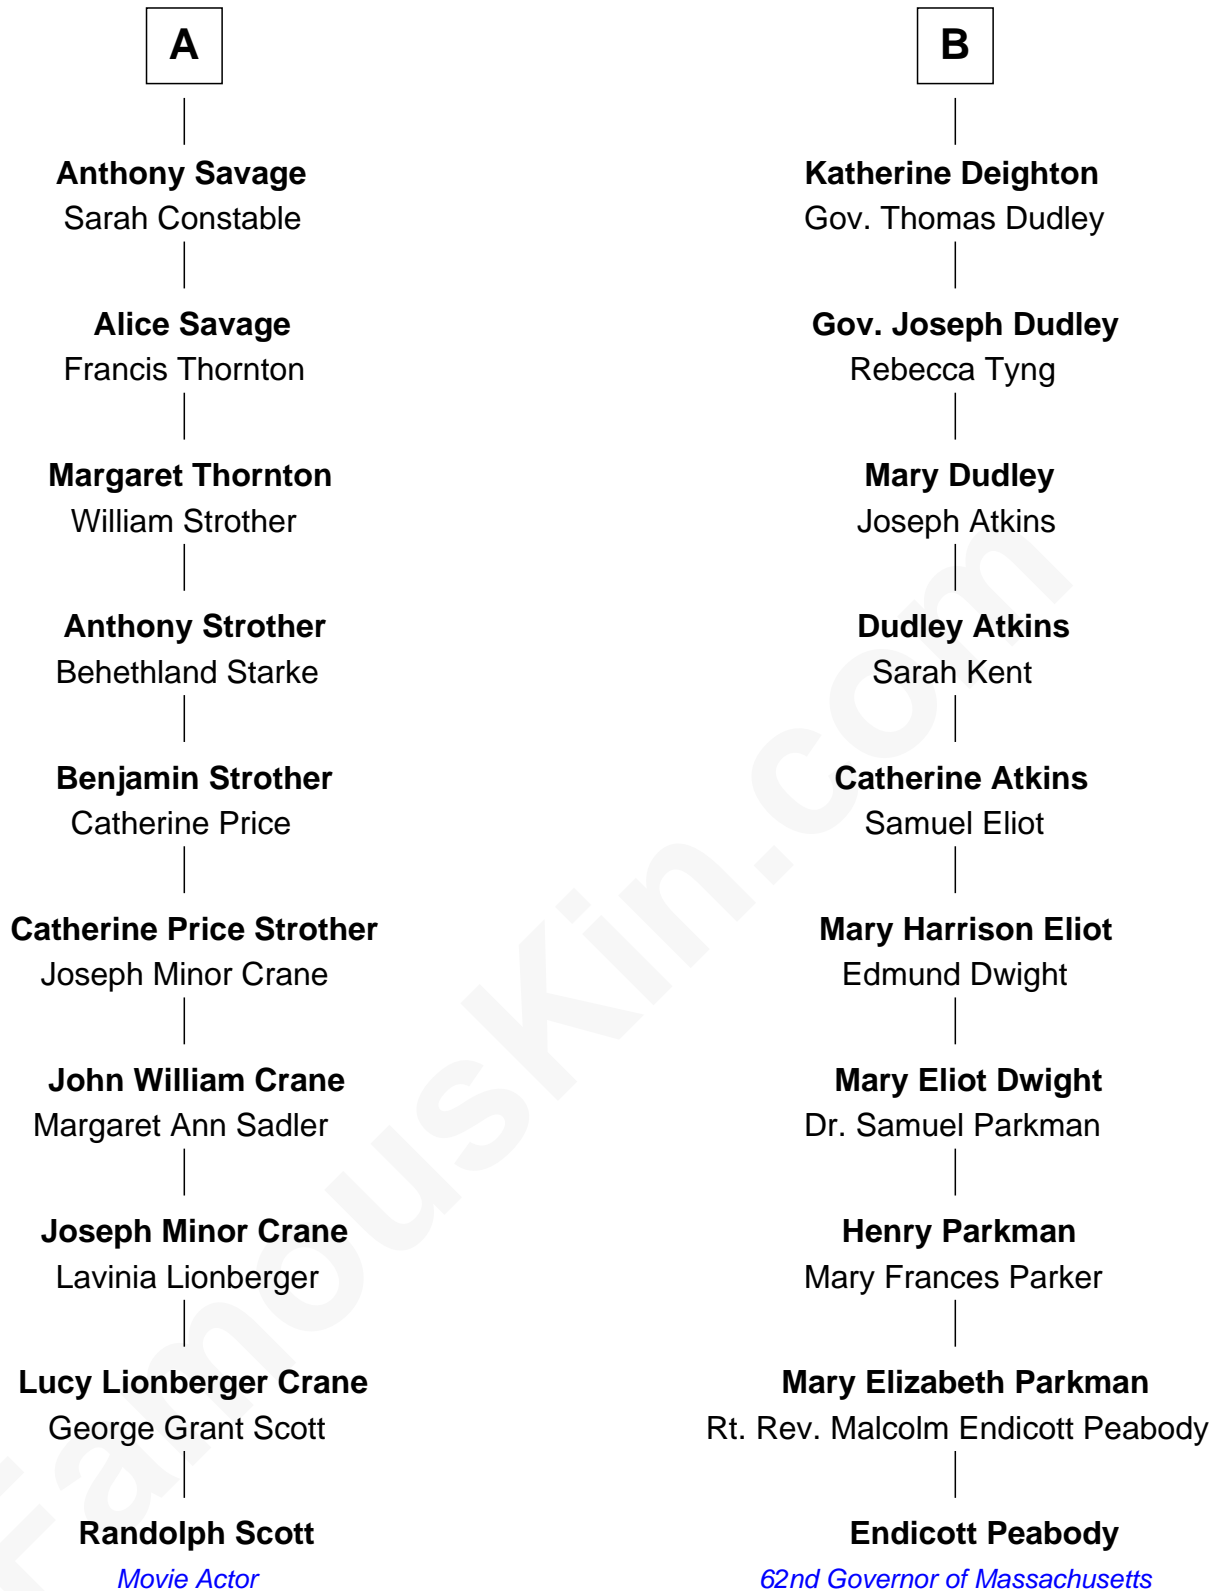 A
Anthony Savage
Sarah Constable
Alice Savage
Francis Thornton
Margaret Thornton
William Strother
Anthony Strother
Behethland Starke
Benjamin Strother
Catherine Price
Catherine Price Strother
Joseph Minor Crane
John William Crane
Margaret Ann Sadler
Joseph Minor Crane
Lavinia Lionberger
Lucy Lionberger Crane
George Grant Scott
Randolph Scott
Movie Actor
B
Katherine Deighton
Gov. Thomas Dudley
Gov. Joseph Dudley
Rebecca Tyng
Mary Dudley
Joseph Atkins
Dudley Atkins
Sarah Kent
Catherine Atkins
Samuel Eliot
Mary Harrison Eliot
Edmund Dwight
Mary Eliot Dwight
Dr. Samuel Parkman
Henry Parkman
Mary Frances Parker
Mary Elizabeth Parkman
Rt. Rev. Malcolm Endicott Peabody
Endicott Peabody
62nd Governor of Massachusetts
FamousKin.com